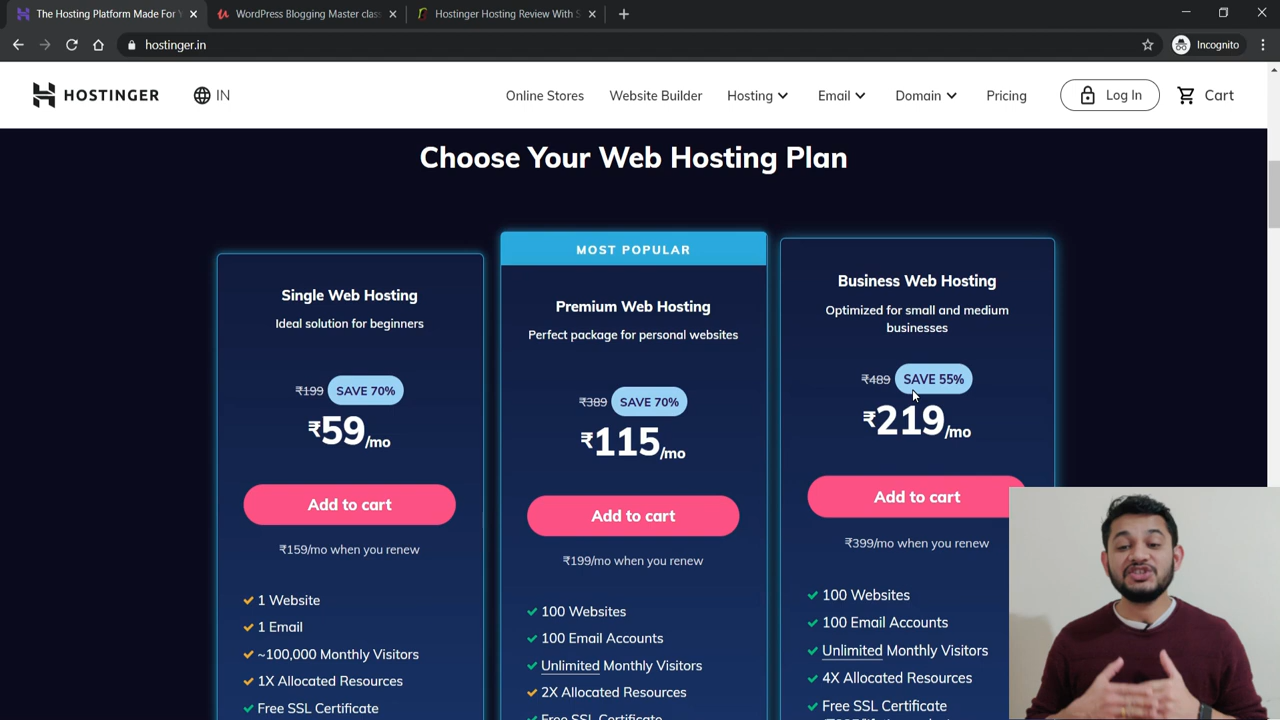 The Hosting Platform Made For Y
WordPress Blogging Master clas
Hostinger Hosting Review With S
hostinger.in
Incognito
HOSTINGER
IN
Online Stores
Website Builder
Hosting
Email
Domain
Pricing
Log In
Cart
Choose Your Web Hosting Plan
Single Web Hosting
Ideal solution for beginners
₹199 SAVE 70%
₹59/mo
Add to cart
₹159/mo when you renew
1 Website
1 Email
~100,000 Monthly Visitors
1X Allocated Resources
Free SSL Certificate
MOST POPULAR
Premium Web Hosting
Perfect package for personal websites
₹389 SAVE 70%
₹115/mo
Add to cart
₹199/mo when you renew
100 Websites
100 Email Accounts
Unlimited Monthly Visitors
2X Allocated Resources
Free SSL Certificate
Business Web Hosting
Optimized for small and medium
businesses
₹489 SAVE 55%
₹219/mo
Add to cart
₹399/mo when you renew
100 Websites
100 Email Accounts
Unlimited Monthly Visitors
4X Allocated Resources
Free SSL Certificate